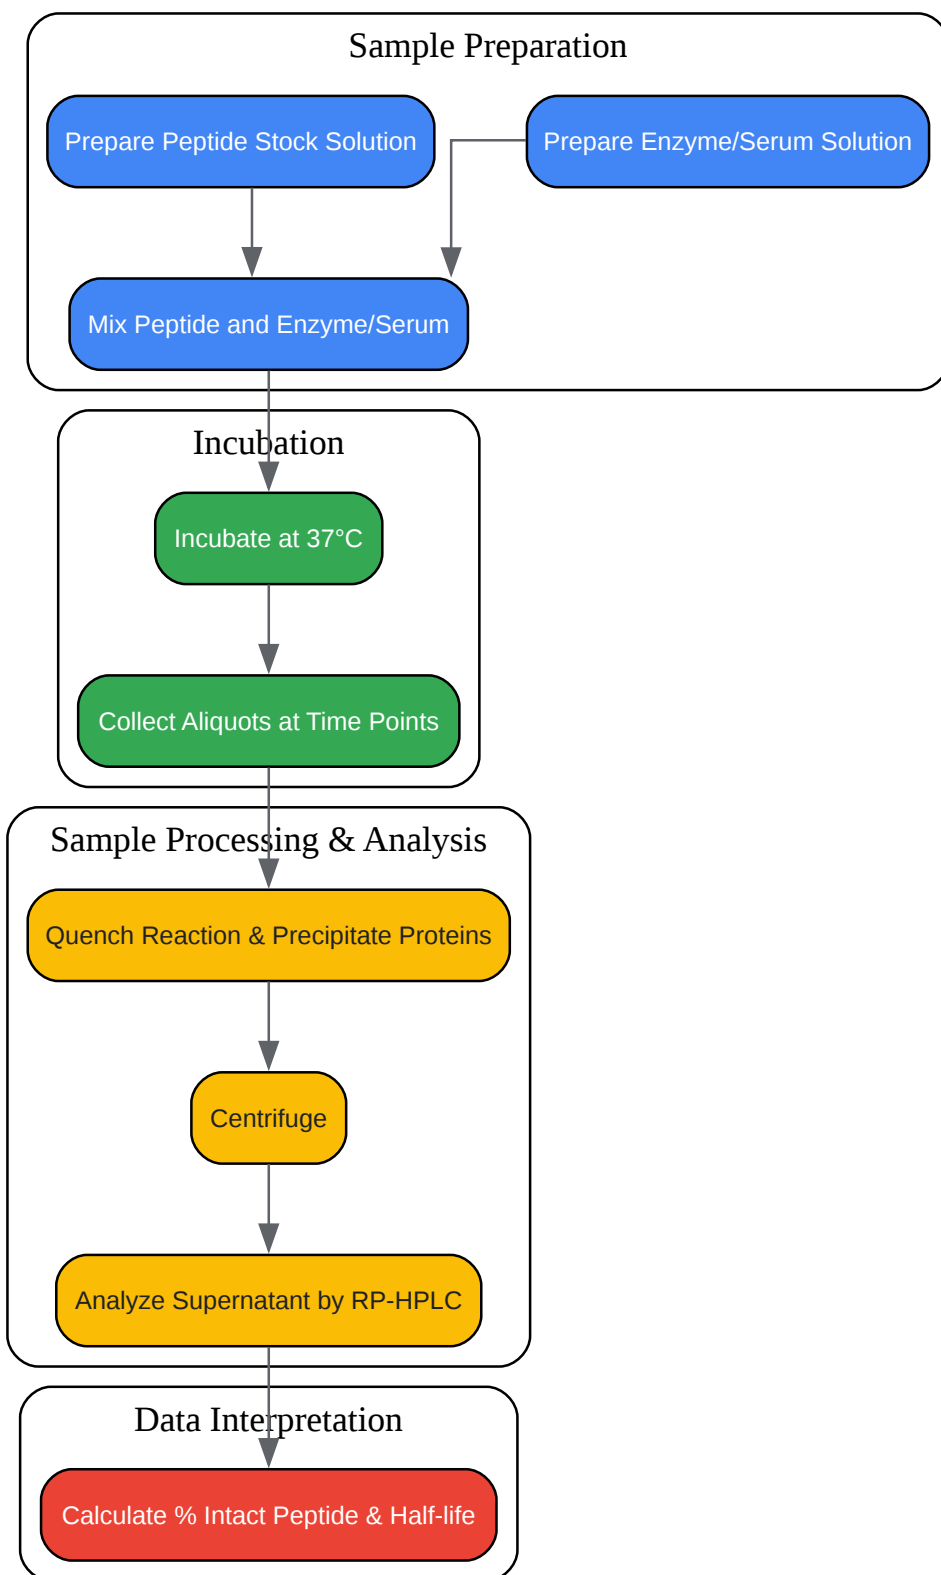 Sample Preparation
Prepare Peptide Stock Solution
Prepare Enzyme/Serum Solution
Mix Peptide and Enzyme/Serum
Incubation
Incubate at 37°C
Collect Aliquots at Time Points
Sample Processing & Analysis
Quench Reaction & Precipitate Proteins
Centrifuge
Analyze Supernatant by RP-HPLC
Data Interpretation
Calculate % Intact Peptide & Half-life